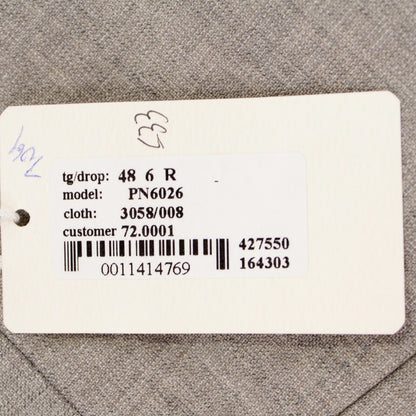 tg/drop: 48 6 R
model: PN6026
cloth: 3058/008
customer 72.0001
0011414769
427550
164303